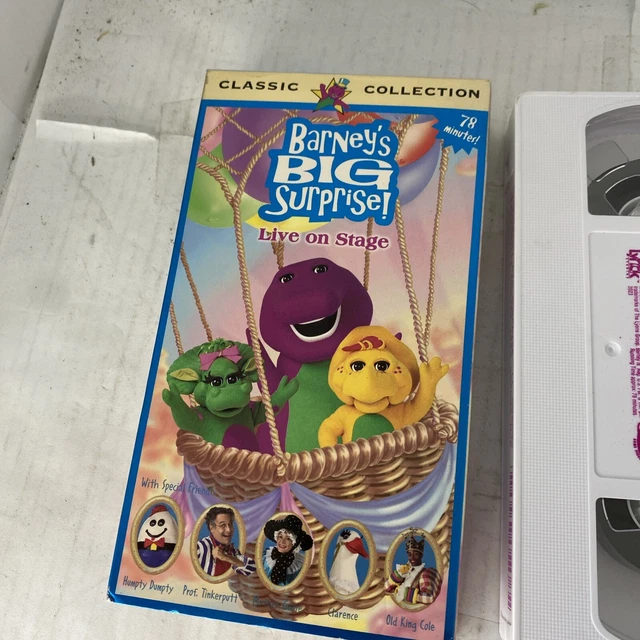 CLASSIC COLLECTION
78
minutes!
Barney's
BIG
Surprise!
Live on Stage
With Special Friends
Humpty Dumpty
Prof. Tinkerputt
Clarence
Old King Cole
LYRICK